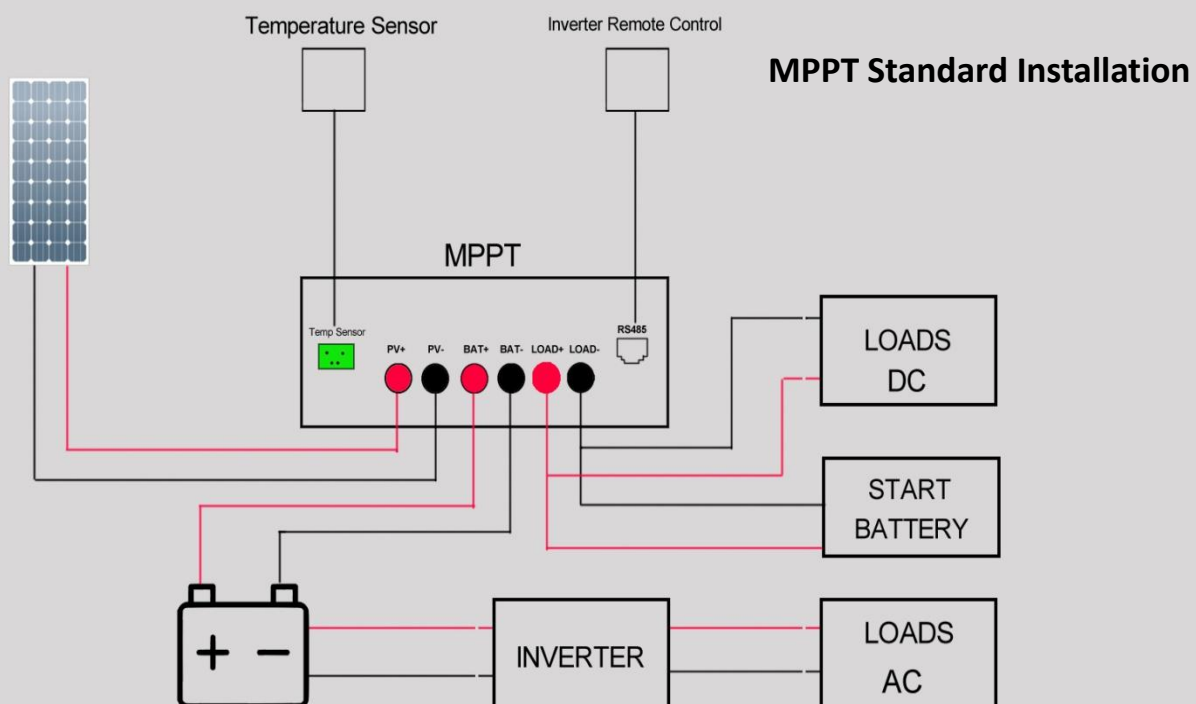 Temperature Sensor
Inverter Remote Control
MPPT Standard Installation
MPPT
Temp Sensor
PV+ PV- BAT+ BAT- LOAD+ LOAD-
RS485
LOADS
DC
START
BATTERY
+ −
INVERTER
LOADS
AC